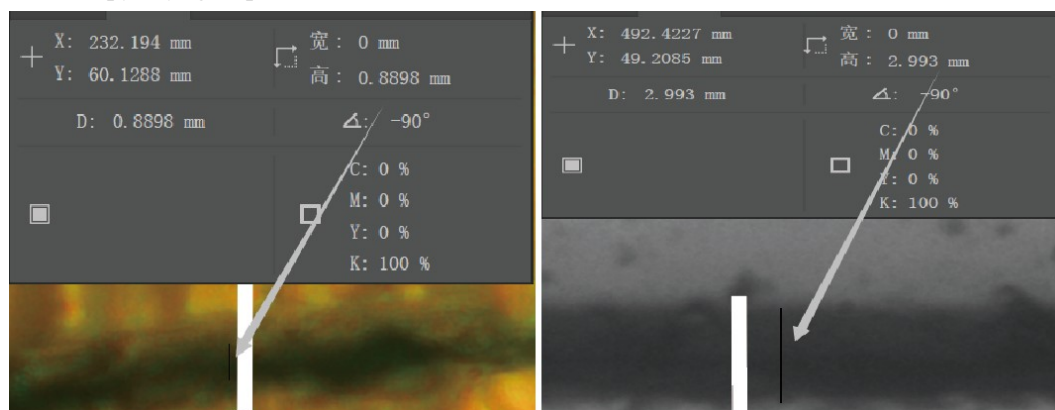 X: 232.194 mm
Y: 60.1288 mm
宽: 0 mm
高: 0.8898 mm
D: 0.8898 mm
⊿: -90°
C: 0 %
M: 0 %
Y: 0 %
K: 100 %
X: 492.4227 mm
Y: 49.2085 mm
宽: 0 mm
高: 2.993 mm
D: 2.993 mm
⊿: -90°
C: 0 %
M: 0 %
Y: 0 %
K: 100 %